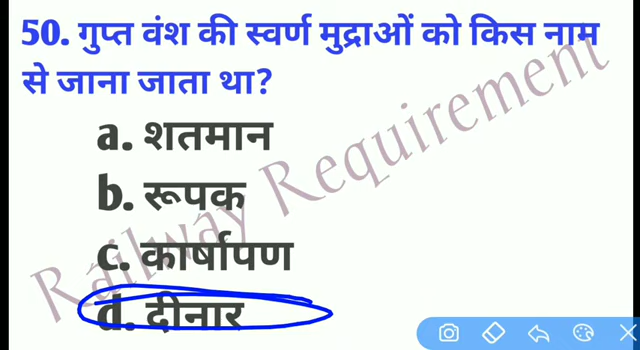 50. गुप्त वंश की स्वर्ण मुद्राओं को किस नाम
से जाना जाता था?
a. शतमान
b. रूपक
c. कार्षापण
d. दीनार
Railway Requirement